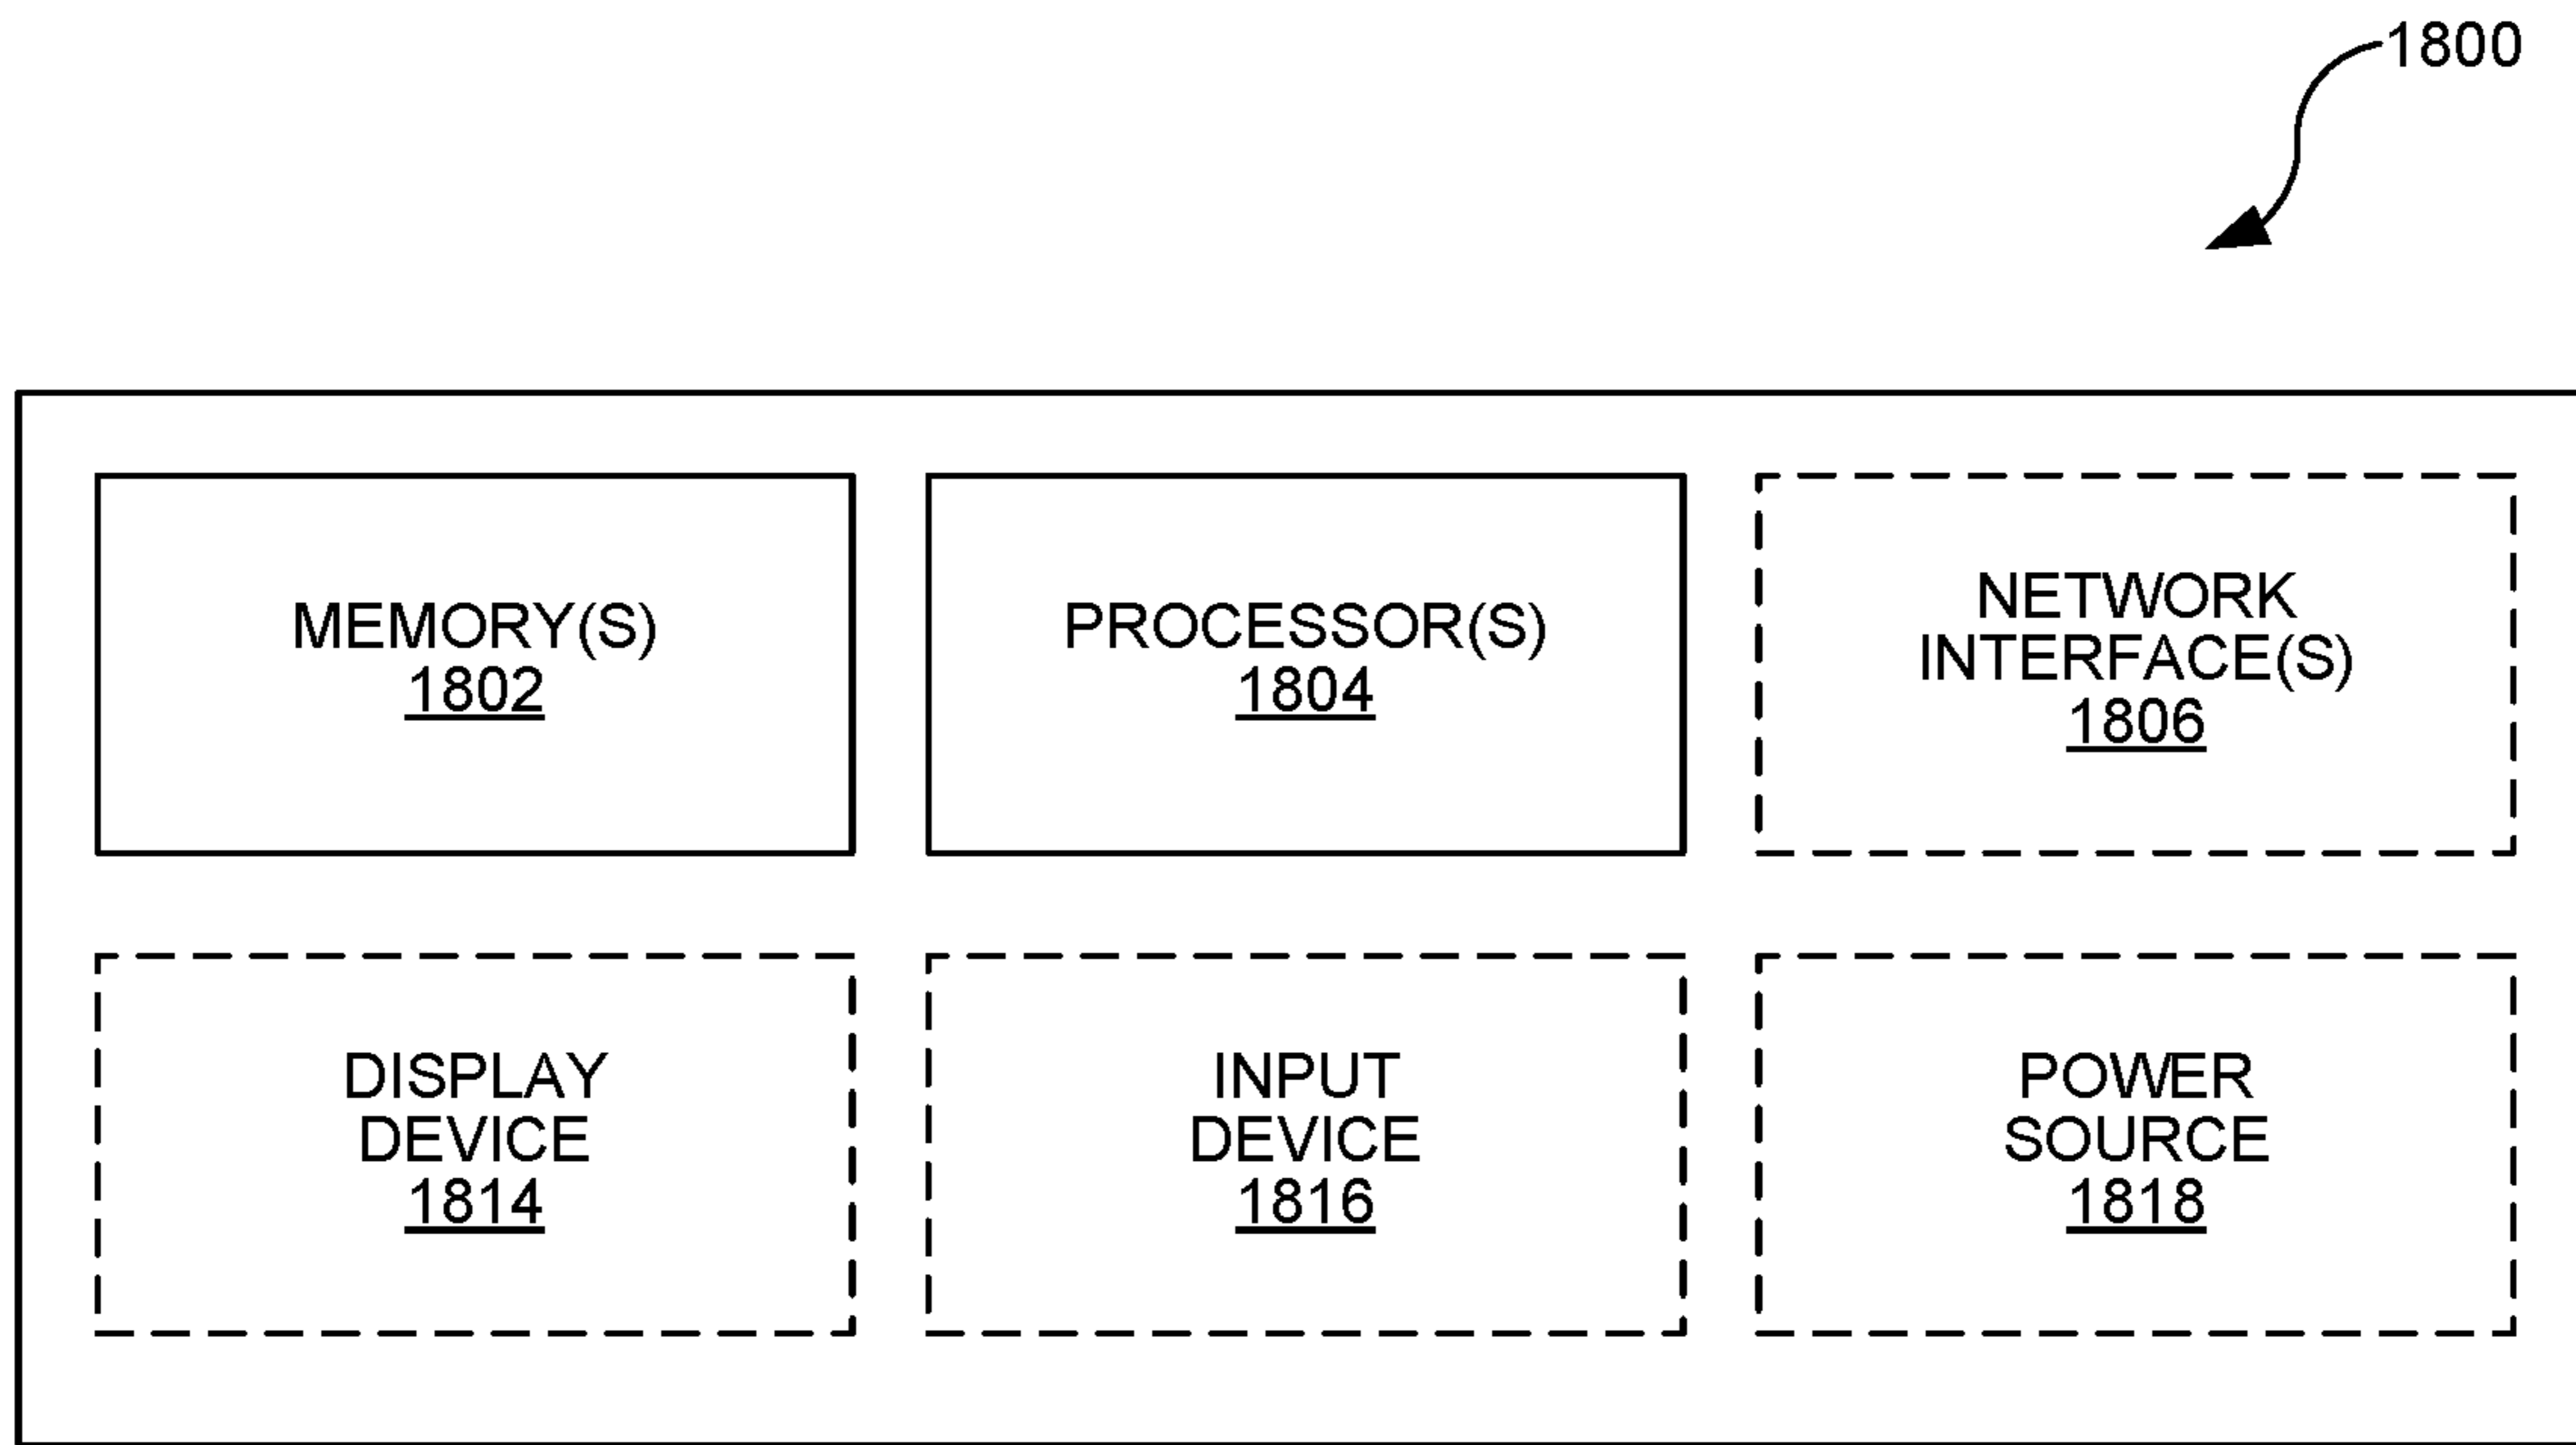 1800
MEMORY(S)
1802
PROCESSOR(S)
1804
NETWORK
INTERFACE(S)
1806
DISPLAY
DEVICE
1814
INPUT
DEVICE
1816
POWER
SOURCE
1818